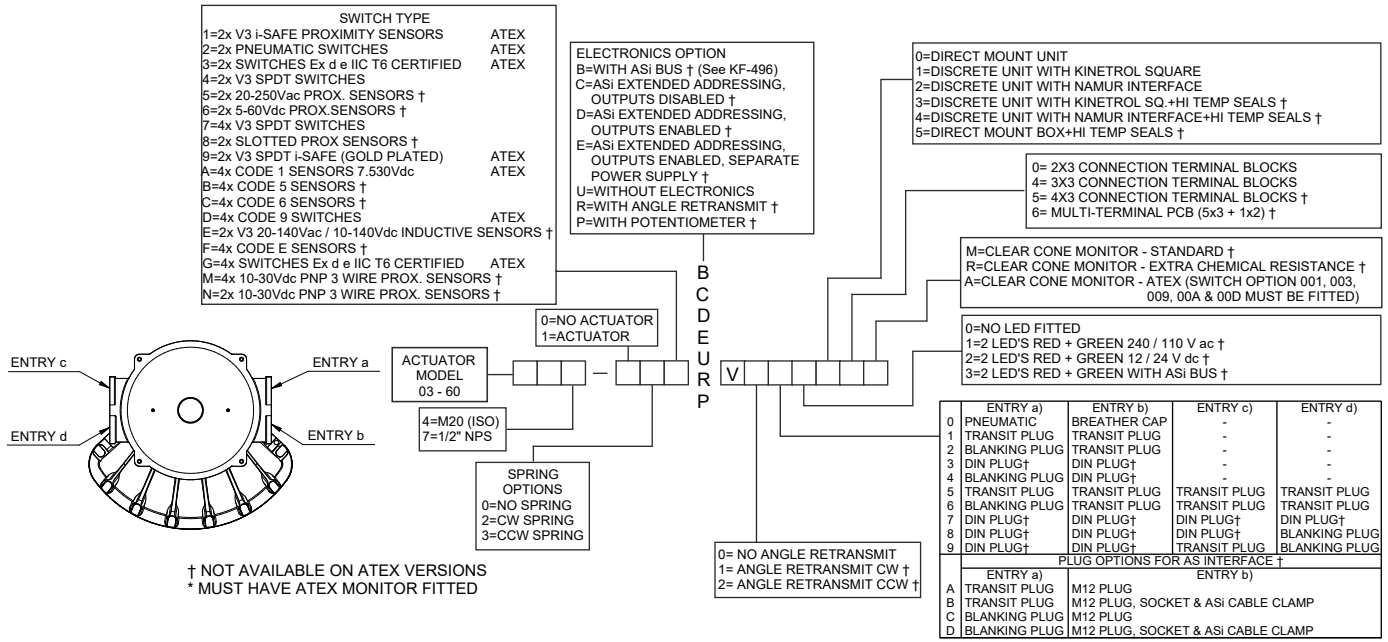 SWITCH TYPE
1=2x V3 i-SAFE PROXIMITY SENSORS ATEX
2=2x PNEUMATIC SWITCHES ATEX
3=2x SWITCHES Ex d e IIC T6 CERTIFIED ATEX
4=2x V3 SPDT SWITCHES
5=2x 20-250Vac PROX. SENSORS †
6=2x 5-60Vdc PROX.SENSORS †
7=4x V3 SPDT SWITCHES
8=2x SLOTTED PROX SENSORS †
9=2x V3 SPDT i-SAFE (GOLD PLATED) ATEX
A=4x CODE 1 SENSORS 7.530Vdc ATEX
B=4x CODE 5 SENSORS †
C=4x CODE 6 SENSORS †
D=4x CODE 9 SWITCHES ATEX
E=2x V3 20-140Vac / 10-140Vdc INDUCTIVE SENSORS †
F=4x CODE E SENSORS †
G=4x SWITCHES Ex d e IIC T6 CERTIFIED ATEX
M=4x 10-30Vdc PNP 3 WIRE PROX. SENSORS †
N=2x 10-30Vdc PNP 3 WIRE PROX. SENSORS †
ELECTRONICS OPTION
B=WITH ASi BUS † (See KF-496)
C=ASi EXTENDED ADDRESSING,
OUTPUTS DISABLED †
D=ASi EXTENDED ADDRESSING,
OUTPUTS ENABLED †
E=ASi EXTENDED ADDRESSING,
OUTPUTS ENABLED, SEPARATE
POWER SUPPLY †
U=WITHOUT ELECTRONICS
R=WITH ANGLE RETRANSMIT †
P=WITH POTENTIOMETER †
0=DIRECT MOUNT UNIT
1=DISCRETE UNIT WITH KINETROL SQUARE
2=DISCRETE UNIT WITH NAMUR INTERFACE
3=DISCRETE UNIT WITH KINETROL SQ.+HI TEMP SEALS †
4=DISCRETE UNIT WITH NAMUR INTERFACE+HI TEMP SEALS †
5=DIRECT MOUNT BOX+HI TEMP SEALS †
0= 2X3 CONNECTION TERMINAL BLOCKS
4= 3X3 CONNECTION TERMINAL BLOCKS
5= 4X3 CONNECTION TERMINAL BLOCKS †
6= MULTI-TERMINAL PCB (5x3 + 1x2) †
M=CLEAR CONE MONITOR - STANDARD †
R=CLEAR CONE MONITOR - EXTRA CHEMICAL RESISTANCE †
A=CLEAR CONE MONITOR - ATEX (SWITCH OPTION 001, 003,
009, 00A & 00D MUST BE FITTED)
0=NO LED FITTED
1=2 LED'S RED + GREEN 240 / 110 V ac †
2=2 LED'S RED + GREEN 12 / 24 V dc †
3=2 LED'S RED + GREEN WITH ASi BUS †
0=NO ACTUATOR
1=ACTUATOR
B
C
D
E
U
R
P
V
ACTUATOR
MODEL
03 - 60
–
4=M20 (ISO)
7=1/2" NPS
SPRING
OPTIONS
0=NO SPRING
2=CW SPRING
3=CCW SPRING
ENTRY c
ENTRY a
ENTRY d
ENTRY b
† NOT AVAILABLE ON ATEX VERSIONS
* MUST HAVE ATEX MONITOR FITTED
0= NO ANGLE RETRANSMIT
1= ANGLE RETRANSMIT CW †
2= ANGLE RETRANSMIT CCW †
ENTRY a) ENTRY b) ENTRY c) ENTRY d)
0 PNEUMATIC BREATHER CAP - -
1 TRANSIT PLUG TRANSIT PLUG - -
2 BLANKING PLUG TRANSIT PLUG - -
3 DIN PLUG† DIN PLUG† - -
4 BLANKING PLUG DIN PLUG† - -
5 TRANSIT PLUG TRANSIT PLUG TRANSIT PLUG TRANSIT PLUG
6 BLANKING PLUG TRANSIT PLUG TRANSIT PLUG TRANSIT PLUG
7 DIN PLUG† DIN PLUG† DIN PLUG† DIN PLUG†
8 DIN PLUG† DIN PLUG† DIN PLUG† BLANKING PLUG
9 DIN PLUG† DIN PLUG† TRANSIT PLUG BLANKING PLUG
PLUG OPTIONS FOR AS INTERFACE †
ENTRY a) ENTRY b)
A TRANSIT PLUG M12 PLUG
B TRANSIT PLUG M12 PLUG, SOCKET & ASi CABLE CLAMP
C BLANKING PLUG M12 PLUG
D BLANKING PLUG M12 PLUG, SOCKET & ASi CABLE CLAMP